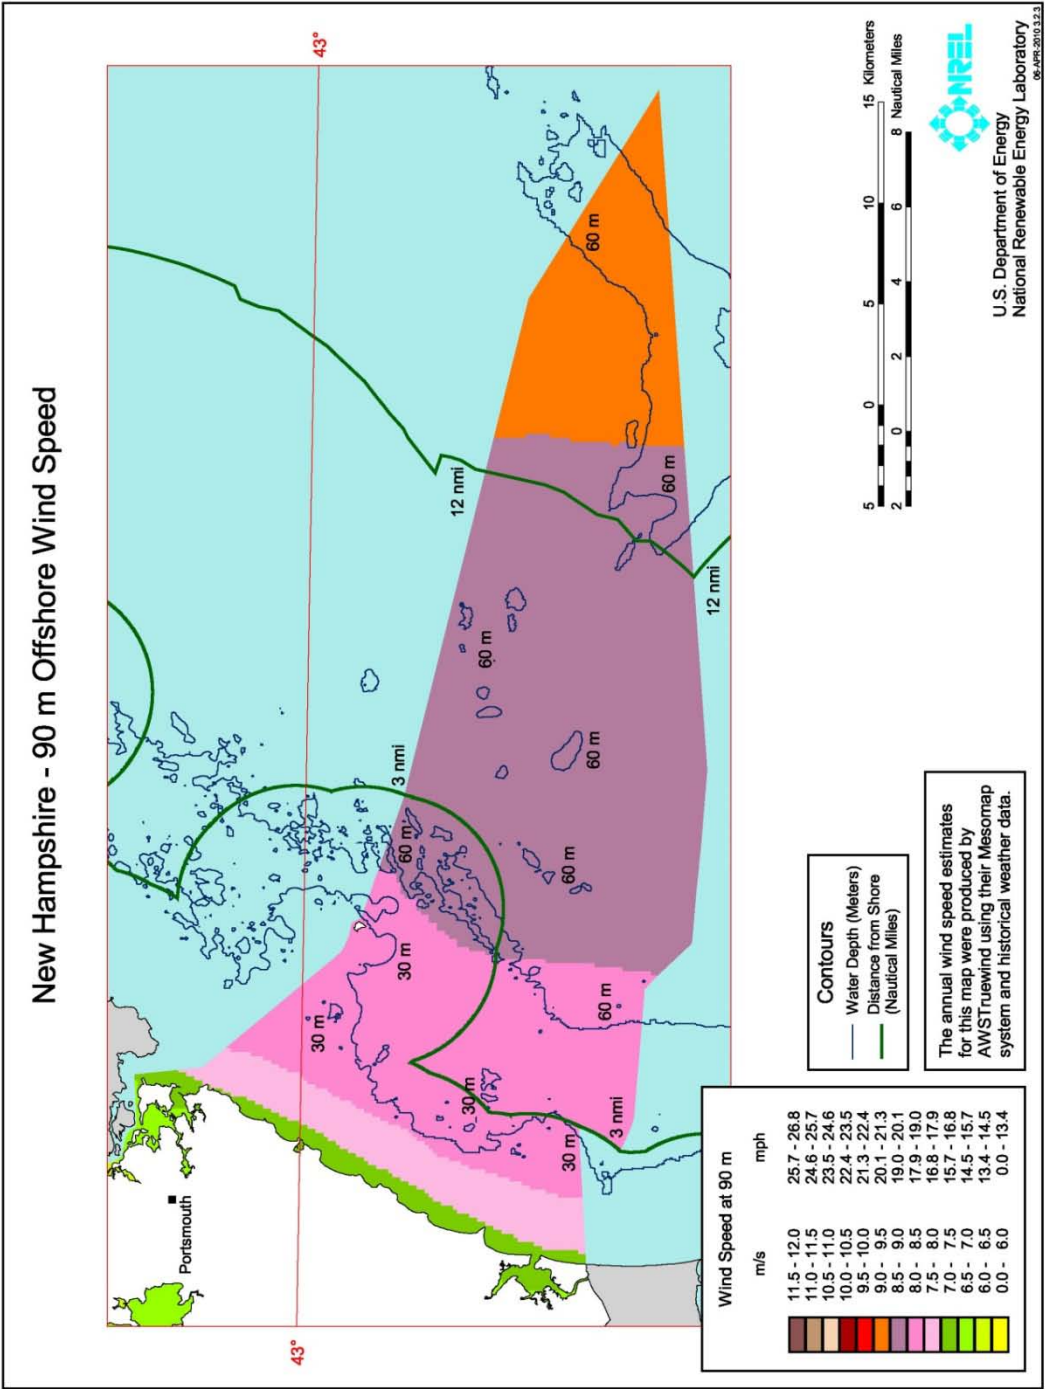 New Hampshire - 90 m Offshore Wind Speed
43°
43°
Portsmouth
30 m
30 m
30 m
30 m
60 m
60 m
60 m
60 m
60 m
60 m
60 m
3 nmi
3 nmi
12 nmi
12 nmi
Wind Speed at 90 m
m/s mph
11.5 - 12.0 25.7 - 26.8
11.0 - 11.5 24.6 - 25.7
10.5 - 11.0 23.5 - 24.6
10.0 - 10.5 22.4 - 23.5
9.5 - 10.0 21.3 - 22.4
9.0 - 9.5 20.1 - 21.3
8.5 - 9.0 19.0 - 20.1
8.0 - 8.5 17.9 - 19.0
7.5 - 8.0 16.8 - 17.9
7.0 - 7.5 15.7 - 16.8
6.5 - 7.0 14.5 - 15.7
6.0 - 6.5 13.4 - 14.5
0.0 - 6.0 0.0 - 13.4
Contours
Water Depth (Meters)
Distance from Shore
(Nautical Miles)
The annual wind speed estimates
for this map were produced by
AWSTruewind using their Mesomap
system and historical weather data.
5 0 5 10 15 Kilometers
2 0 2 4 6 8 Nautical Miles
NREL
U.S. Department of Energy
National Renewable Energy Laboratory
06-APR-2010 3.2.3